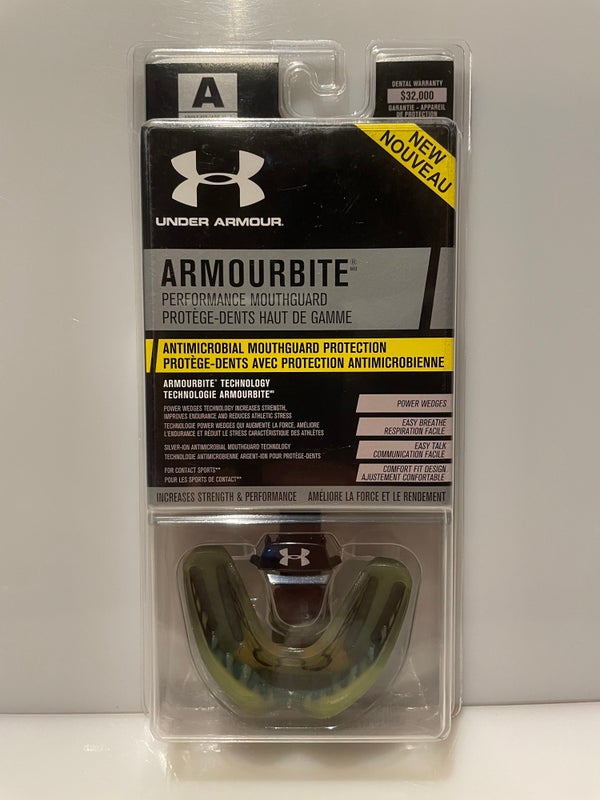 A
DENTAL WARRANTY
$32,000
GARANTIE - APPAREIL
DE PROTECTION
NEW
NOUVEAU
UNDER ARMOUR.
ARMOURBITE®
PERFORMANCE MOUTHGUARD
PROTÈGE-DENTS HAUT DE GAMME
ANTIMICROBIAL MOUTHGUARD PROTECTION
PROTÈGE-DENTS AVEC PROTECTION ANTIMICROBIENNE
ARMOURBITE® TECHNOLOGY
TECHNOLOGIE ARMOURBITE
POWER WEDGES TECHNOLOGY INCREASES STRENGTH,
IMPROVES ENDURANCE AND REDUCES ATHLETIC STRESS
TECHNOLOGIE POWER WEDGES QUI AUGMENTE LA FORCE, AMÉLIORE
L'ENDURANCE ET RÉDUIT LE STRESS CARACTÉRISTIQUE DES ATHLÈTES
SILVER-ION ANTIMICROBIAL MOUTHGUARD TECHNOLOGY
TECHNOLOGIE ANTIMICROBIENNE ARGENT-ION POUR PROTÈGE-DENTS
FOR CONTACT SPORTS**
POUR LES SPORTS DE CONTACT**
POWER WEDGES
EASY BREATHE
RESPIRATION FACILE
EASY TALK
COMMUNICATION FACILE
COMFORT FIT DESIGN
AJUSTEMENT CONFORTABLE
INCREASES STRENGTH & PERFORMANCE AMÉLIORE LA FORCE ET LE RENDEMENT